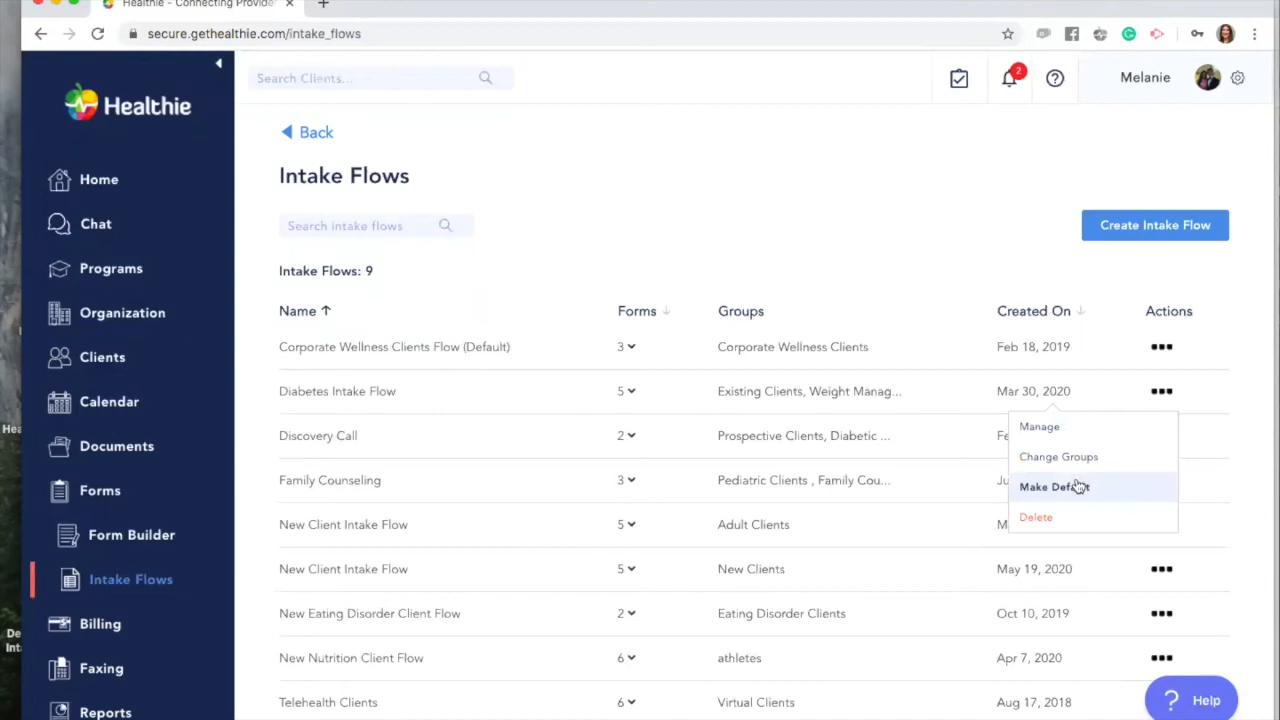 Healthie - Connecting Provider
secure.gethealthie.com/intake_flows
Healthie
Search Clients...
2
Melanie
Home
Chat
Programs
Organization
Clients
Calendar
Documents
Forms
Form Builder
Intake Flows
Billing
Faxing
Reports
Back
Intake Flows
Search intake flows
Create Intake Flow
Intake Flows: 9
Name Forms Groups Created On Actions
Corporate Wellness Clients Flow (Default) 3 Corporate Wellness Clients Feb 18, 2019
Diabetes Intake Flow 5 Existing Clients, Weight Manag... Mar 30, 2020
Discovery Call 2 Prospective Clients, Diabetic ...
Family Counseling 3 Pediatric Clients , Family Cou...
New Client Intake Flow 5 Adult Clients
New Client Intake Flow 5 New Clients May 19, 2020
New Eating Disorder Client Flow 2 Eating Disorder Clients Oct 10, 2019
New Nutrition Client Flow 6 athletes Apr 7, 2020
Telehealth Clients 6 Virtual Clients Aug 17, 2018
Manage
Change Groups
Make Default
Delete
? Help